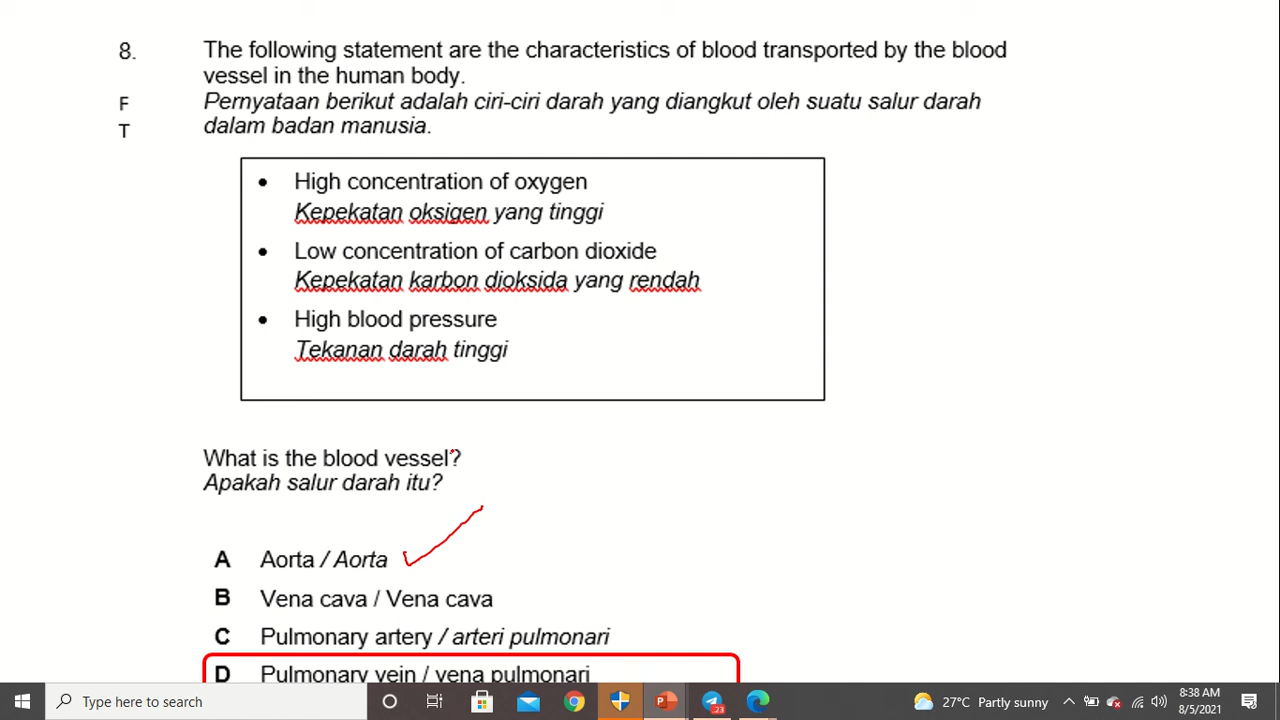 8. The following statement are the characteristics of blood transported by the blood
vessel in the human body.
F Pernyataan berikut adalah ciri-ciri darah yang diangkut oleh suatu salur darah
T dalam badan manusia.
• High concentration of oxygen
Kepekatan oksigen yang tinggi
• Low concentration of carbon dioxide
Kepekatan karbon dioksida yang rendah
• High blood pressure
Tekanan darah tinggi
What is the blood vessel?
Apakah salur darah itu?
A Aorta / Aorta
B Vena cava / Vena cava
C Pulmonary artery / arteri pulmonari
D Pulmonary vein / vena pulmonari
Type here to search
23
27°C Partly sunny
8:38 AM
8/5/2021